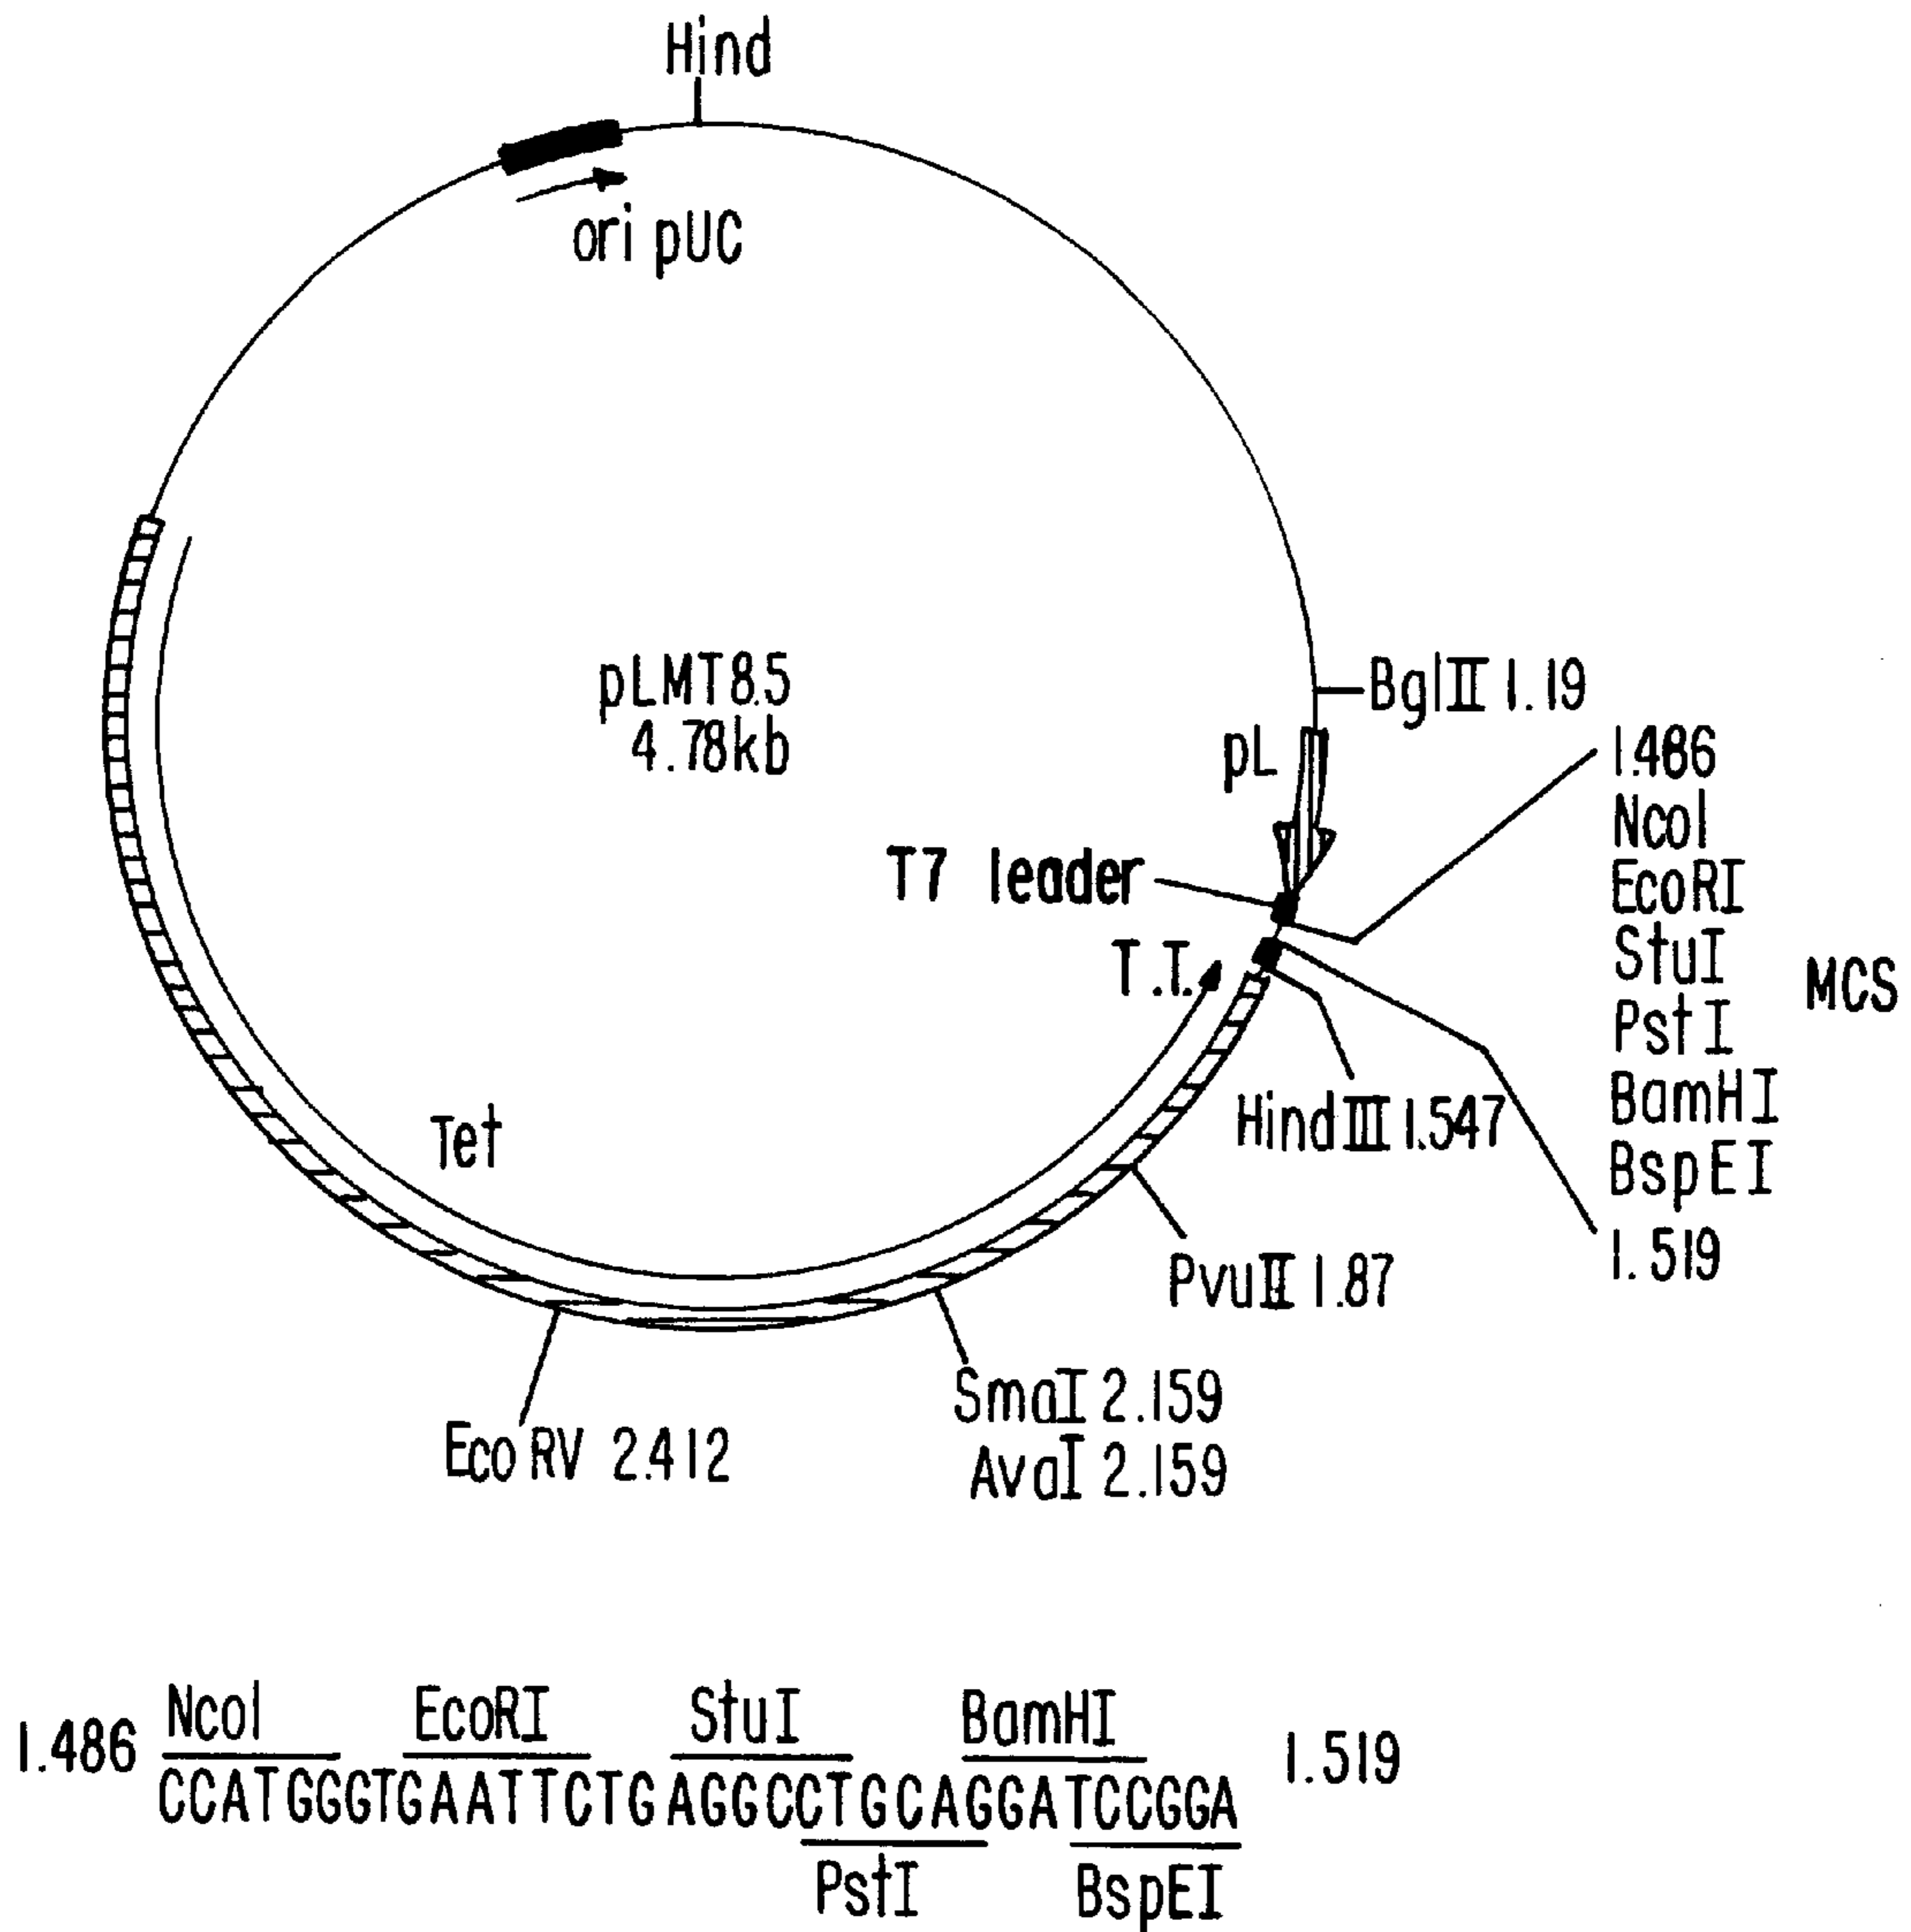 Hind
ori pUC
pLMT8.5
4.78kb
BglII 1.19
pL
1.486
NcoI
EcoRI
StuI
PstI
BamHI
BspEI
1.519
MCS
T7 leader
T.T.
HindIII 1.547
Tet
PvuII 1.87
SmaI 2.159
AvaI 2.159
Eco RV 2.412
NcoI EcoRI StuI BamHI
1.486 CCATGGGTGAATTCTGAGGCCTGCAGGATCCGGA 1.519
PstI BspEI